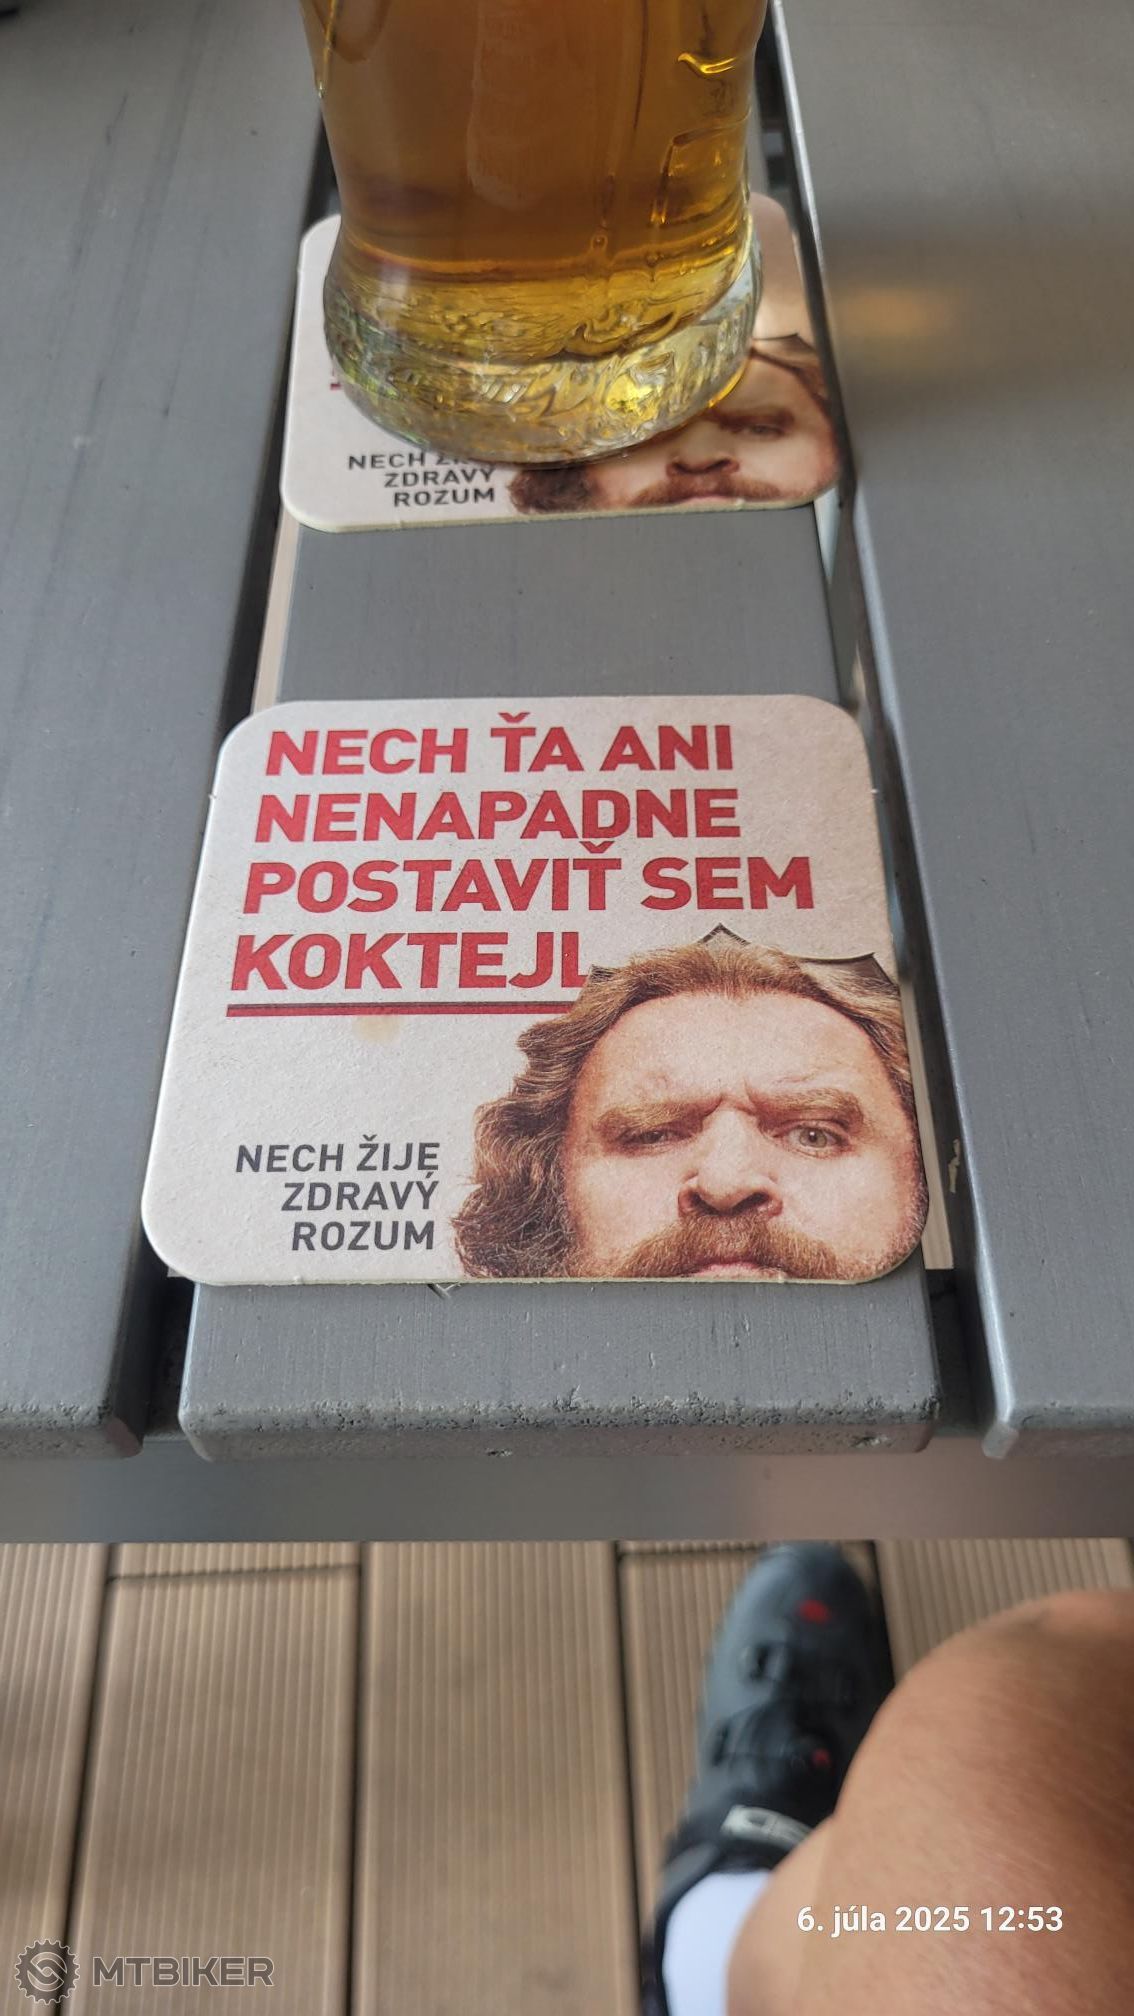 NECH
ZDRAVÝ
ROZUM
NECH ŤA ANI
NENAPADNE
POSTAVIŤ SEM
KOKTEJL
NECH ŽIJE
ZDRAVÝ
ROZUM
6. júla 2025 12:53
MTBIKER